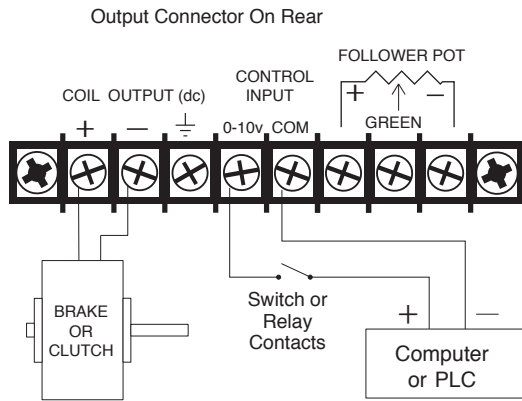 Output Connector On Rear
FOLLOWER POT
CONTROL
INPUT
COIL OUTPUT (dc)
+ −
GREEN
+ −
0-10v COM
BRAKE
OR
CLUTCH
Switch or
Relay
Contacts
+ −
Computer
or PLC